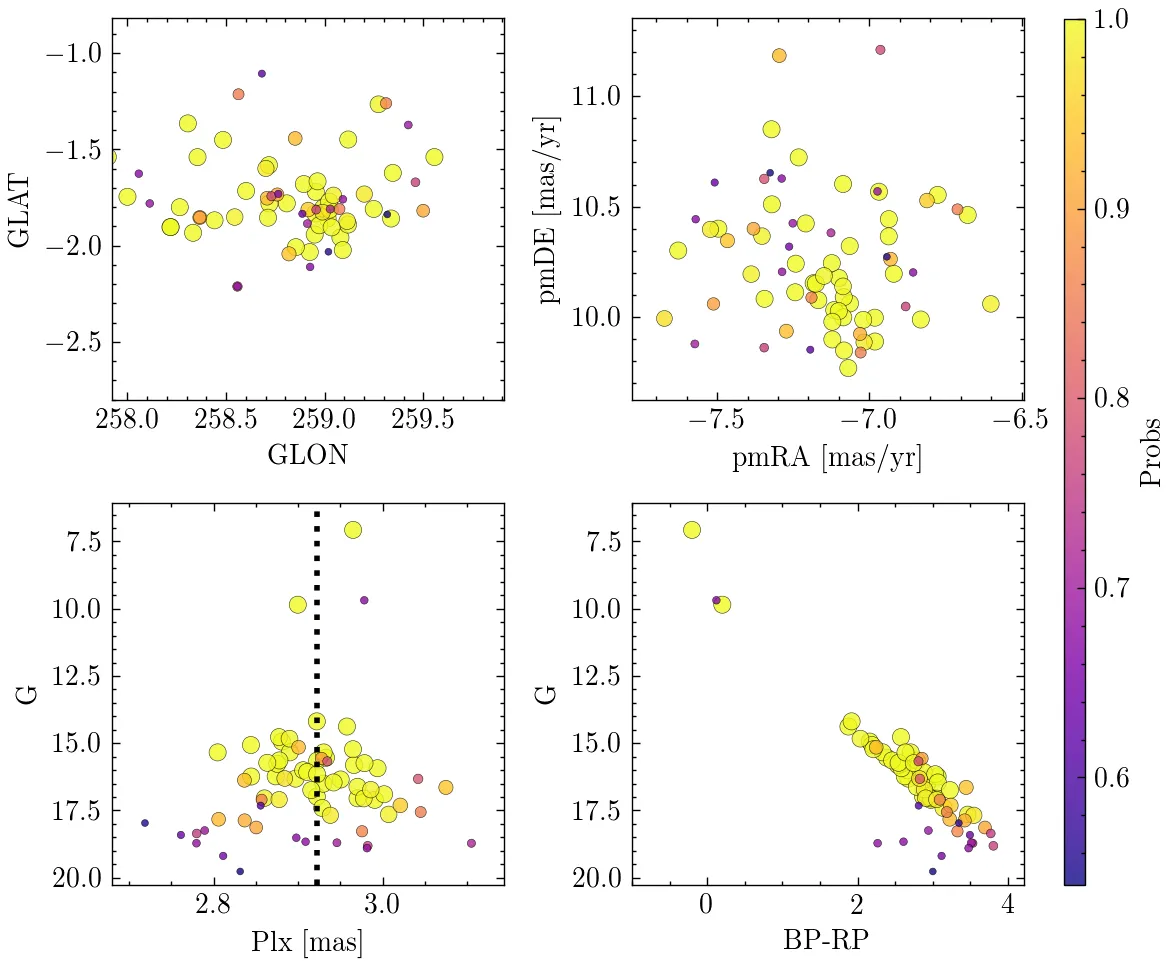 −1.0
−1.5
−2.0
−2.5
GLAT
258.0 258.5 259.0 259.5
GLON
11.0
10.5
10.0
pmDE [mas/yr]
−7.5 −7.0 −6.5
pmRA [mas/yr]
7.5
10.0
12.5
15.0
17.5
20.0
G
2.8 3.0
Plx [mas]
7.5
10.0
12.5
15.0
17.5
20.0
G
0 2 4
BP-RP
1.0
0.9
0.8
0.7
0.6
Probs